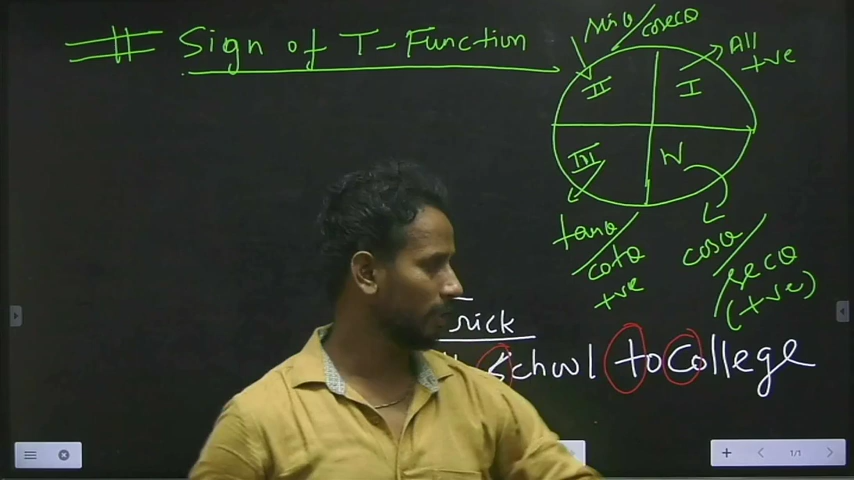 # Sign of T-Function
sinθ/cosecθ
All
+ve
II
I
III
IV
tanθ/
cotθ
+ve
cosθ/
secθ
(+ve)
rick
School to College
1/1